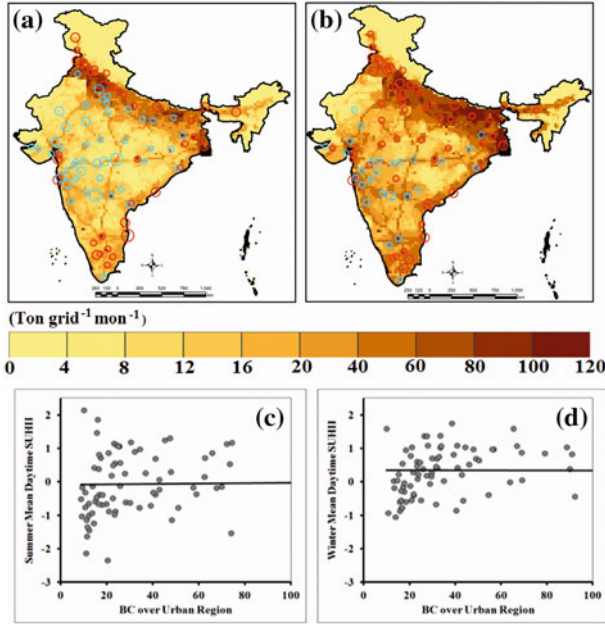 (a)
(b)
(Ton grid-1 mon-1)
0 4 8 12 16 20 40 60 80 100 120
(c)
Summer Mean Daytime SUHII
2
1
0
-1
-2
-3
0 20 40 60 80 100
BC over Urban Region
(d)
Winter Mean Daytime SUHII
2
1
0
-1
-2
-3
0 20 40 60 80 100
BC over Urban Region